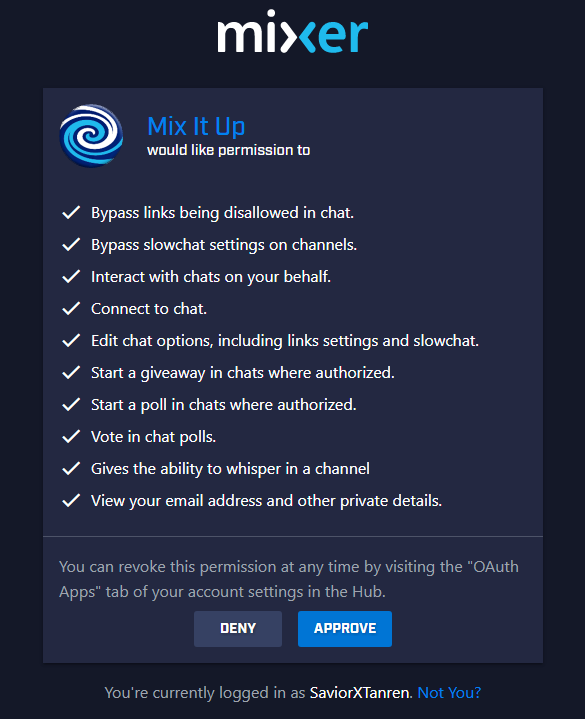 mixer
Mix It Up
would like permission to
Bypass links being disallowed in chat.
Bypass slowchat settings on channels.
Interact with chats on your behalf.
Connect to chat.
Edit chat options, including links settings and slowchat.
Start a giveaway in chats where authorized.
Start a poll in chats where authorized.
Vote in chat polls.
Gives the ability to whisper in a channel
View your email address and other private details.
You can revoke this permission at any time by visiting the "OAuth
Apps" tab of your account settings in the Hub.
DENY APPROVE
You're currently logged in as SaviorXTanren. Not You?